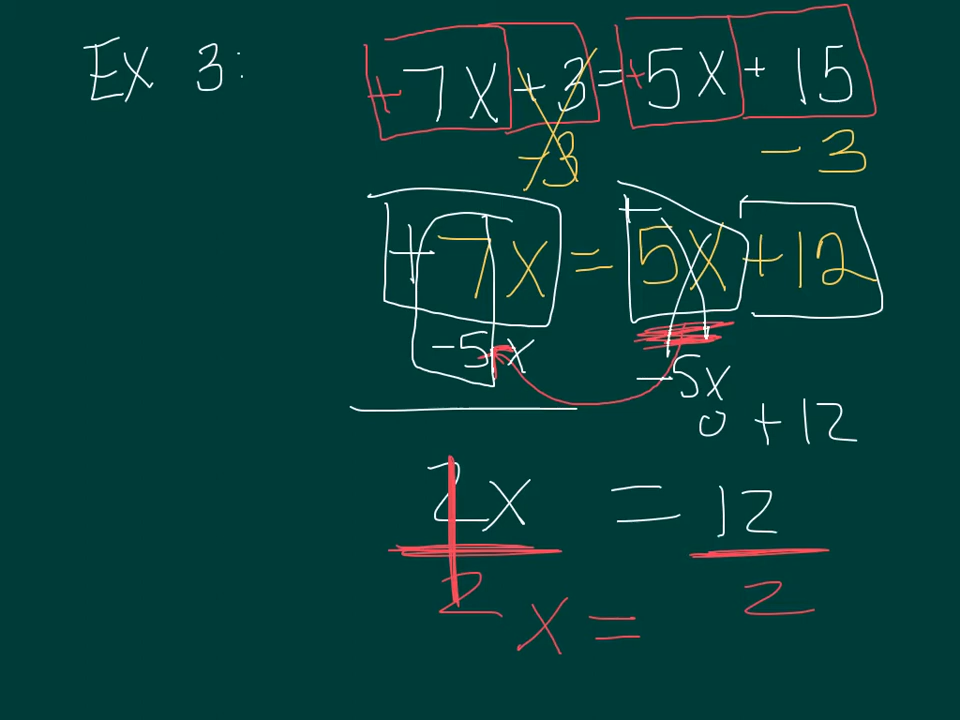 EX 3: +7x +3 = +5x + 15
-3 - 3
+7x = +5x + 12
-5x -5x
0 + 12
2x = 12
2 2
x =